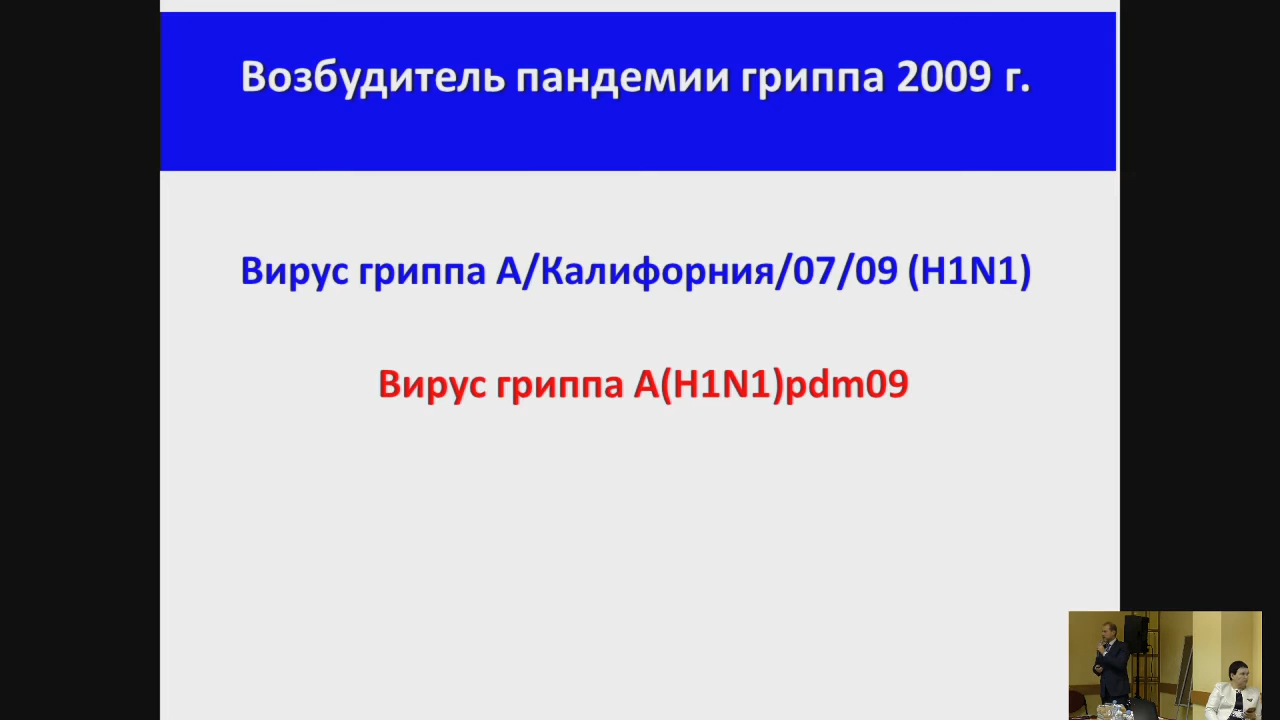 Возбудитель пандемии гриппа 2009 г.
Вирус гриппа А/Калифорния/07/09 (H1N1)
Вирус гриппа А(H1N1)pdm09